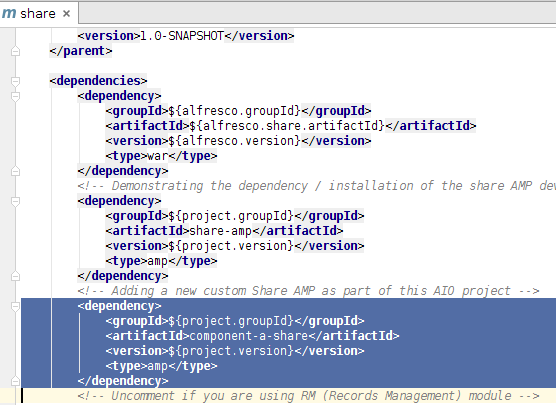 m share ×
<version>1.0-SNAPSHOT</version>
</parent>
<dependencies>
<dependency>
<groupId>${alfresco.groupId}</groupId>
<artifactId>${alfresco.share.artifactId}</artifactId>
<version>${alfresco.version}</version>
<type>war</type>
</dependency>
<!-- Demonstrating the dependency / installation of the share AMP dev
<dependency>
<groupId>${project.groupId}</groupId>
<artifactId>share-amp</artifactId>
<version>${project.version}</version>
<type>amp</type>
</dependency>
<!-- Adding a new custom Share AMP as part of this AIO project -->
<dependency>
<groupId>${project.groupId}</groupId>
<artifactId>component-a-share</artifactId>
<version>${project.version}</version>
<type>amp</type>
</dependency>
<!-- Uncomment if you are using RM (Records Management) module -->